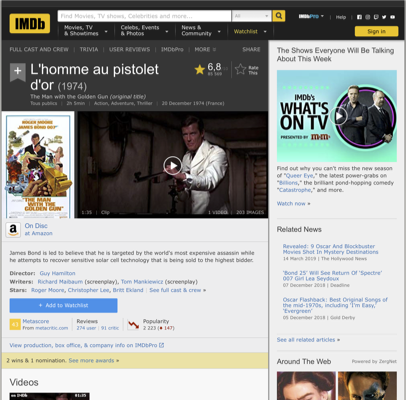 IMDb
Find Movies, TV shows, Celebrities and more...
All
IMDbPro
Help
Movies, TV
& Showtimes
Celebs, Events
& Photos
News &
Community
Watchlist
Sign in
FULL CAST AND CREW | TRIVIA | USER REVIEWS | IMDbPro | MORE
SHARE
L'homme au pistolet
d'or (1974)
The Man with the Golden Gun (original title)
Tous publics | 2h 5min | Action, Adventure, Thriller | 20 December 1974 (France)
6,8
Rate
This
ROGER
MOORE
JAMES BOND
007
THE MAN
WITH THE
GOLDEN GUN
1:35 | Clip
1 VIDEO | 203 IMAGES
On Disc
at Amazon
James Bond is led to believe that he is targeted by the world's most expensive assassin while
he attempts to recover sensitive solar cell technology that is being sold to the highest bidder.
Director: Guy Hamilton
Writers: Richard Maibaum (screenplay), Tom Mankiewicz (screenplay)
Stars: Roger Moore, Christopher Lee, Britt Ekland | See full cast & crew »
+ Add to Watchlist
Metascore
From metacritic.com
Reviews
274 user | 91 critic
Popularity
2 223 (147)
View production, box office, & company info on IMDbPro
2 wins & 1 nomination. See more awards »
Videos
The Shows Everyone Will Be Talking
About This Week
IMDb's
WHAT'S
ON TV
PRESENTED BY
Find out why you can't miss the new season
of "Queer Eye," the latest power-grabs on
"Billions," the brilliant pond-hopping comedy
"Catastrophe," and more.
Watch now »
Related News
Revealed: 9 Oscar And Blockbuster
Movies Shot In Mystery Destinations
14 March 2019 | The Hollywood News
'Bond 25' Will See Return Of 'Spectre'
007 Girl Lea Seydoux
07 December 2018 | Deadline
Oscar Flashback: Best Original Songs of
the mid-1970s, including 'I'm Easy,'
'Evergreen'
05 December 2018 | Gold Derby
See all related articles »
Around The Web
Powered by ZergNet